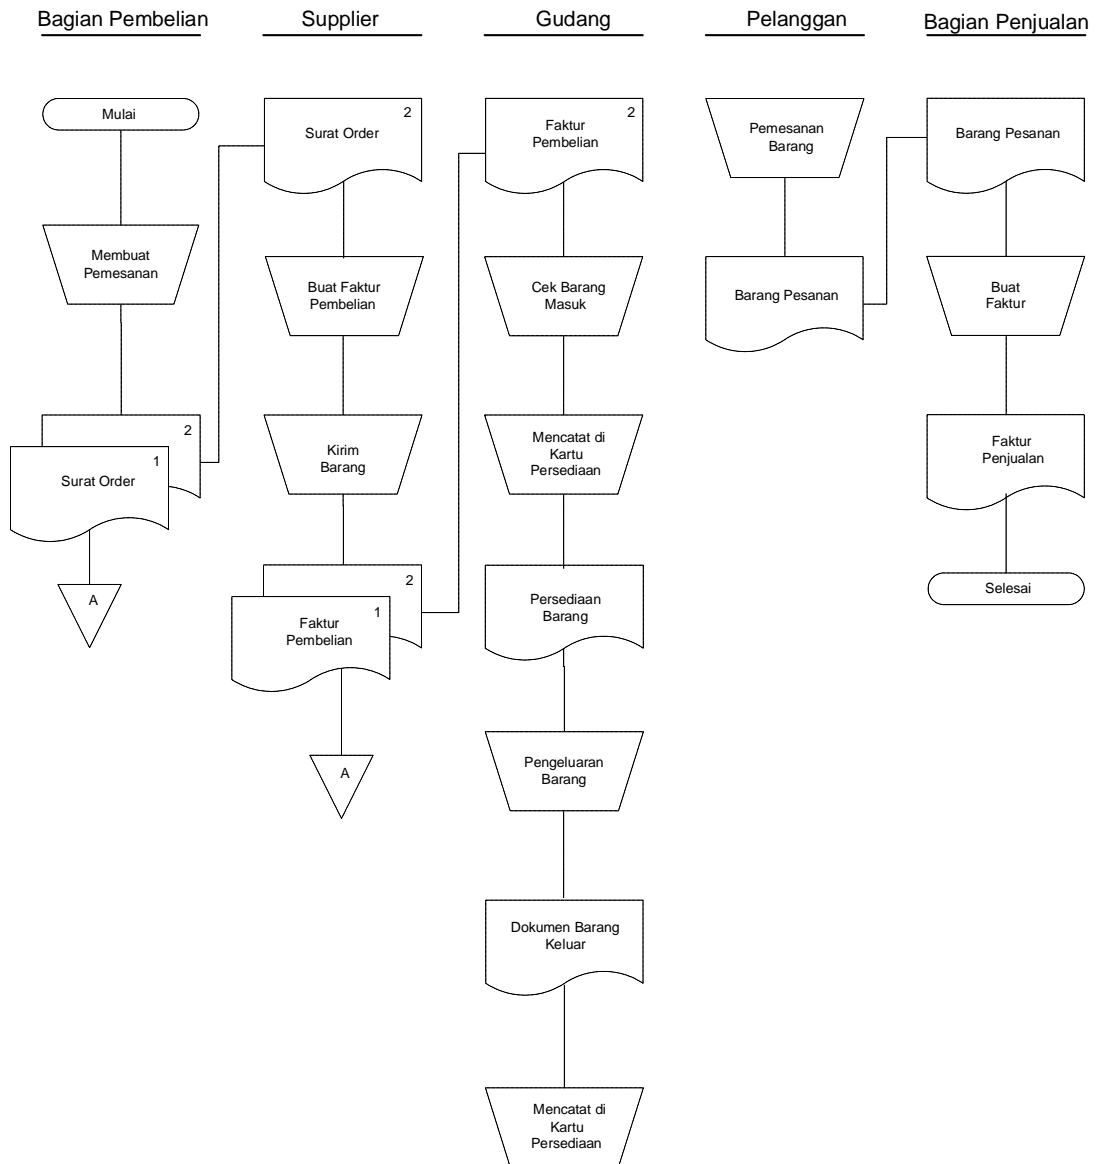 Bagian Pembelian
Supplier
Gudang
Pelanggan
Bagian Penjualan
Mulai
Membuat
Pemesanan
2
1
Surat Order
A
2
Surat Order
Buat Faktur
Pembelian
Kirim
Barang
2
1
Faktur
Pembelian
A
2
Faktur
Pembelian
Cek Barang
Masuk
Mencatat di
Kartu
Persediaan
Persediaan
Barang
Pengeluaran
Barang
Dokumen Barang
Keluar
Mencatat di
Kartu
Persediaan
Pemesanan
Barang
Barang Pesanan
Barang Pesanan
Buat
Faktur
Faktur
Penjualan
Selesai